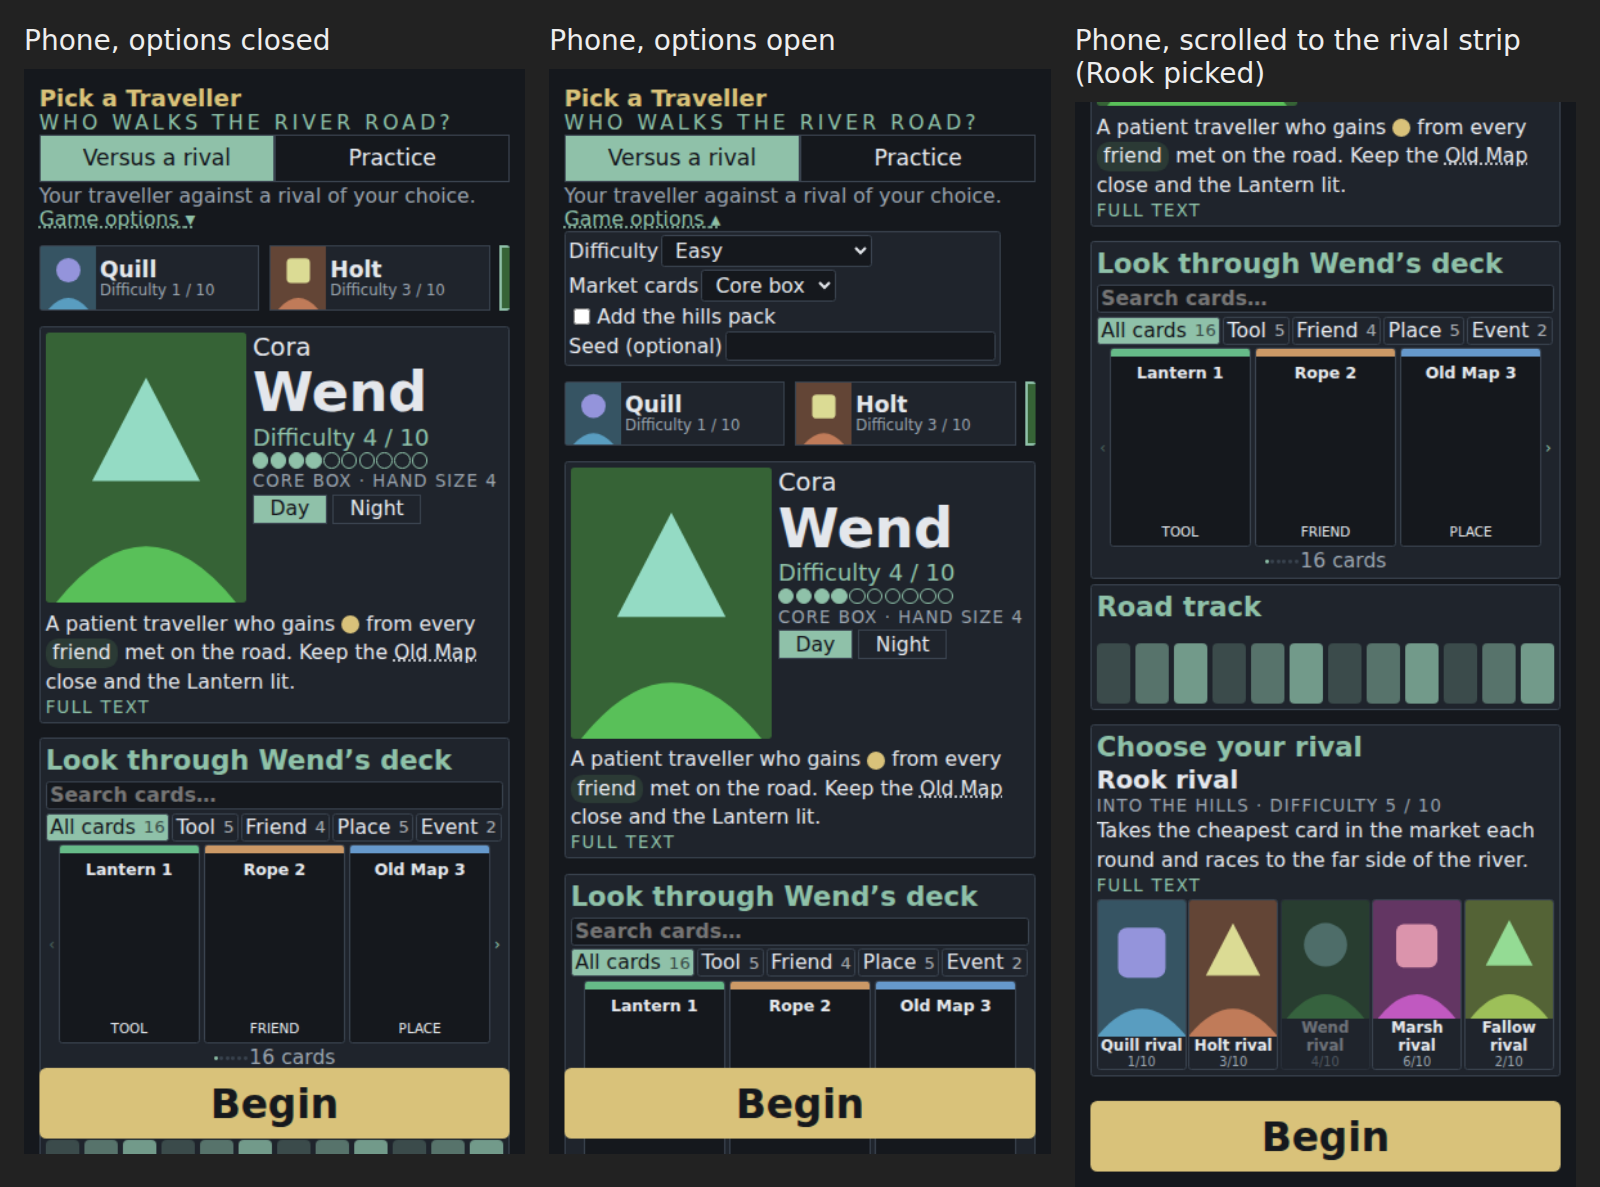 Phone, options closed
Pick a Traveller
WHO WALKS THE RIVER ROAD?
Versus a rival
Practice
Your traveller against a rival of your choice.
Game options ▾
Quill
Difficulty 1 / 10
Holt
Difficulty 3 / 10
Cora
Wend
Difficulty 4 / 10
CORE BOX · HAND SIZE 4
Day
Night
A patient traveller who gains from every
friend met on the road. Keep the Old Map
close and the Lantern lit.
FULL TEXT
Look through Wend’s deck
Search cards…
All cards 16
Tool 5
Friend 4
Place 5
Event 2
Lantern 1
Rope 2
Old Map 3
‹
›
TOOL
FRIEND
PLACE
16 cards
Begin
Phone, options open
Pick a Traveller
WHO WALKS THE RIVER ROAD?
Versus a rival
Practice
Your traveller against a rival of your choice.
Game options ▴
Difficulty Easy
Market cards Core box
Add the hills pack
Seed (optional)
Quill
Difficulty 1 / 10
Holt
Difficulty 3 / 10
Cora
Wend
Difficulty 4 / 10
CORE BOX · HAND SIZE 4
Day
Night
A patient traveller who gains from every
friend met on the road. Keep the Old Map
close and the Lantern lit.
FULL TEXT
Look through Wend’s deck
Search cards…
All cards 16
Tool 5
Friend 4
Place 5
Event 2
Lantern 1
Rope 2
Old Map 3
Begin
Phone, scrolled to the rival strip
(Rook picked)
A patient traveller who gains from every
friend met on the road. Keep the Old Map
close and the Lantern lit.
FULL TEXT
Look through Wend’s deck
Search cards…
All cards 16
Tool 5
Friend 4
Place 5
Event 2
Lantern 1
Rope 2
Old Map 3
‹
›
TOOL
FRIEND
PLACE
16 cards
Road track
Choose your rival
Rook rival
INTO THE HILLS · DIFFICULTY 5 / 10
Takes the cheapest card in the market each
round and races to the far side of the river.
FULL TEXT
Quill rival
1/10
Holt rival
3/10
Wend
rival
4/10
Marsh
rival
6/10
Fallow
rival
2/10
Begin